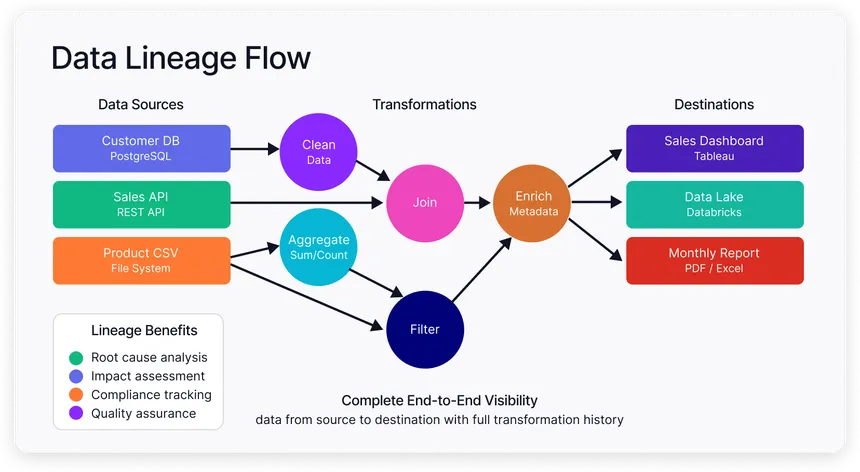 Data Lineage Flow
Data Sources
Transformations
Destinations
Customer DB
PostgreSQL
Sales API
REST API
Product CSV
File System
Clean
Data
Aggregate
Sum/Count
Join
Filter
Enrich
Metadata
Sales Dashboard
Tableau
Data Lake
Databricks
Monthly Report
PDF / Excel
Lineage Benefits
Root cause analysis
Impact assessment
Compliance tracking
Quality assurance
Complete End-to-End Visibility
data from source to destination with full transformation history